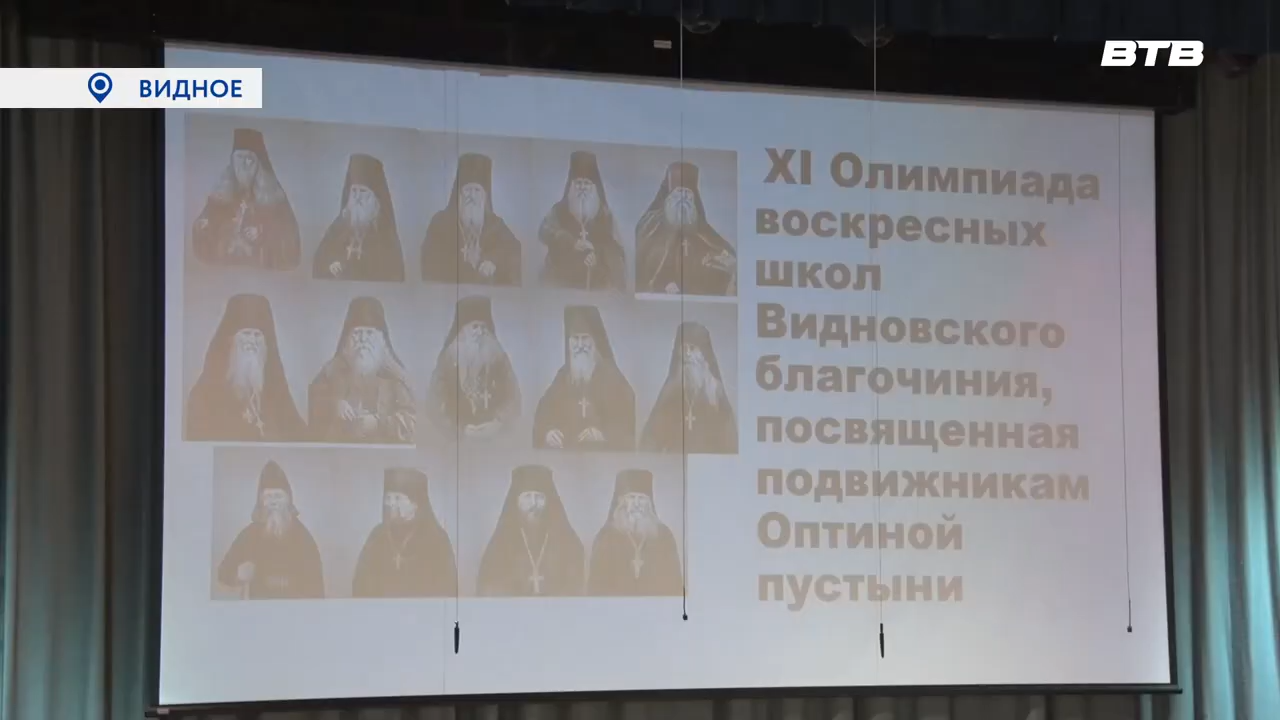 ВИДНОЕ
ВТВ
XI Олимпиада
воскресных
школ
Видновского
благочиния,
посвященная
подвижникам
Оптиной
пустыни